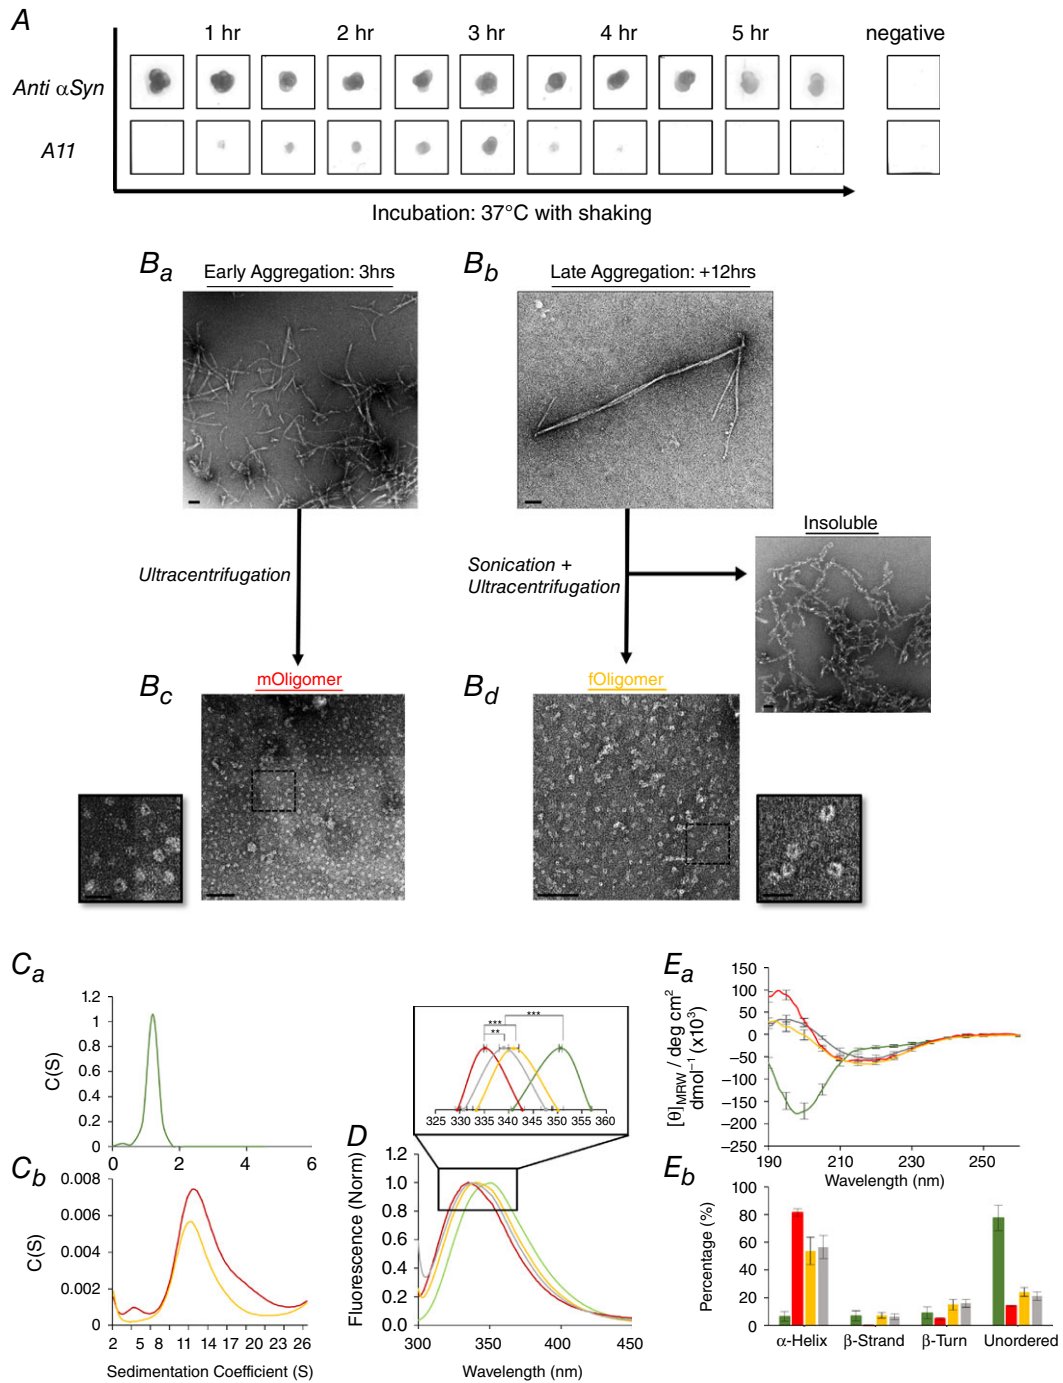 A
1 hr 2 hr 3 hr 4 hr 5 hr negative
Anti αSyn
A11
Incubation: 37°C with shaking
Ba Early Aggregation: 3hrs
Bb Late Aggregation: +12hrs
Insoluble
Ultracentrifugation
Sonication +
Ultracentrifugation
Bc mOligomer
Bd fOligomer
Ca
1.2
1
0.8
0.6
0.4
0.2
0
0 2 4 6
C(S)
Cb
0.008
0.006
0.004
0.002
0
2 4 5 8 11 14 17 20 23 26
C(S)
Sedimentation Coefficient (S)
D
*** ***
**
325 330 335 340 345 350 355 360
1.2
1.0
0.8
0.6
0.4
0.2
0.0
300 350 400 450
Fluorescence (Norm)
Wavelength (nm)
Ea
150
100
50
0
−50
−100
−150
−200
−250
190 210 230 250
[θ]MRW / deg cm2
dmol−1 (x103)
Wavelength (nm)
Eb
100
80
60
40
20
0
Percentage (%)
α-Helix β-Strand β-Turn Unordered